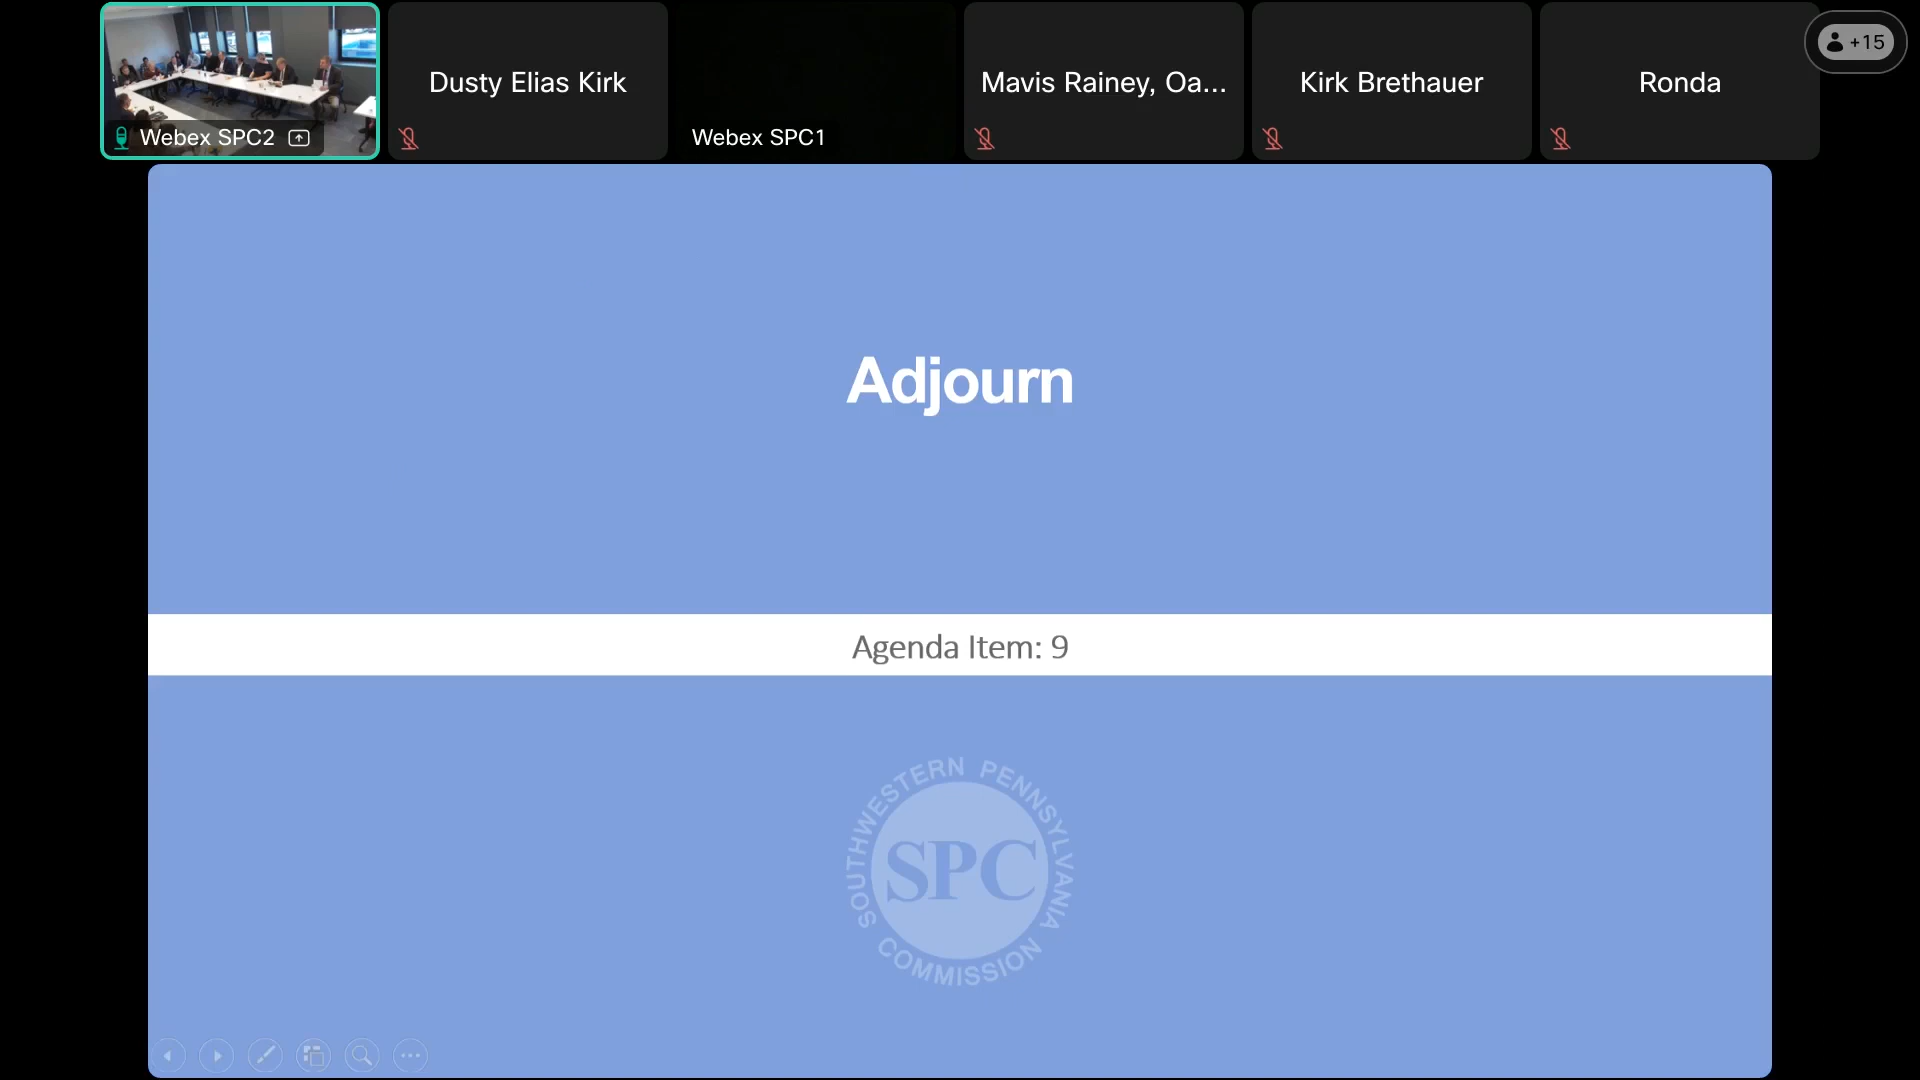 Dusty Elias Kirk
Mavis Rainey, Oa...
Kirk Brethauer
Ronda
+15
Webex SPC2
Webex SPC1
Adjourn
Agenda Item: 9
SOUTHWESTERN PENNSYLVANIA
SPC
COMMISSION